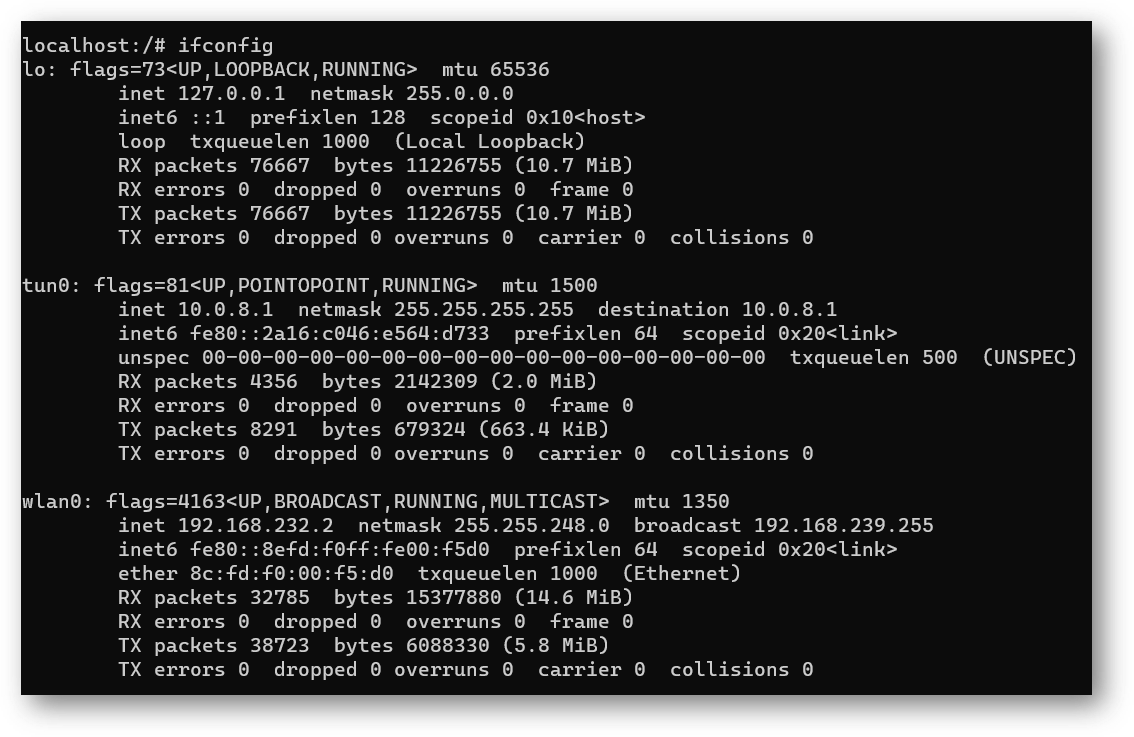 localhost:/# ifconfig
lo: flags=73<UP,LOOPBACK,RUNNING>  mtu 65536
        inet 127.0.0.1  netmask 255.0.0.0
        inet6 ::1  prefixlen 128  scopeid 0x10<host>
        loop  txqueuelen 1000  (Local Loopback)
        RX packets 76667  bytes 11226755 (10.7 MiB)
        RX errors 0  dropped 0  overruns 0  frame 0
        TX packets 76667  bytes 11226755 (10.7 MiB)
        TX errors 0  dropped 0 overruns 0  carrier 0  collisions 0

tun0: flags=81<UP,POINTOPOINT,RUNNING>  mtu 1500
        inet 10.0.8.1  netmask 255.255.255.255  destination 10.0.8.1
        inet6 fe80::2a16:c046:e564:d733  prefixlen 64  scopeid 0x20<link>
        unspec 00-00-00-00-00-00-00-00-00-00-00-00-00-00-00-00  txqueuelen 500  (UNSPEC)
        RX packets 4356  bytes 2142309 (2.0 MiB)
        RX errors 0  dropped 0  overruns 0  frame 0
        TX packets 8291  bytes 679324 (663.4 KiB)
        TX errors 0  dropped 0 overruns 0  carrier 0  collisions 0

wlan0: flags=4163<UP,BROADCAST,RUNNING,MULTICAST>  mtu 1350
        inet 192.168.232.2  netmask 255.255.248.0  broadcast 192.168.239.255
        inet6 fe80::8efd:f0ff:fe00:f5d0  prefixlen 64  scopeid 0x20<link>
        ether 8c:fd:f0:00:f5:d0  txqueuelen 1000  (Ethernet)
        RX packets 32785  bytes 15377880 (14.6 MiB)
        RX errors 0  dropped 0  overruns 0  frame 0
        TX packets 38723  bytes 6088330 (5.8 MiB)
        TX errors 0  dropped 0 overruns 0  carrier 0  collisions 0